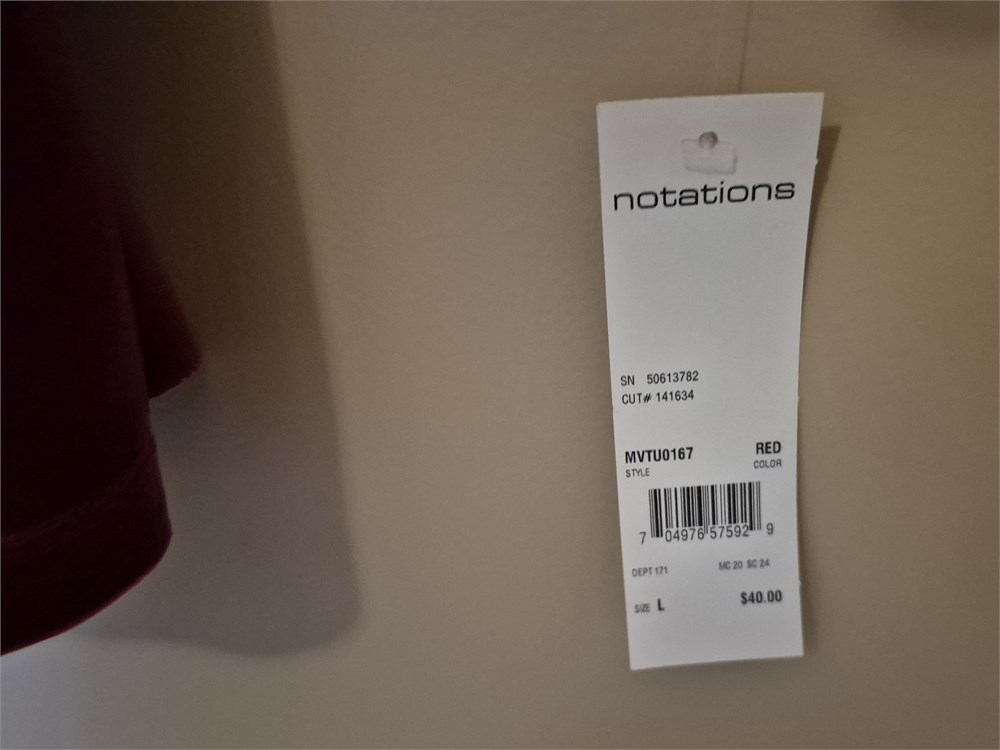 notations
SN 50613782
CUT# 141634
MVTU0167 RED
STYLE COLOR
7 04976 57592 9
DEPT 171 MC 20 SC 24
SIZE L $40.00